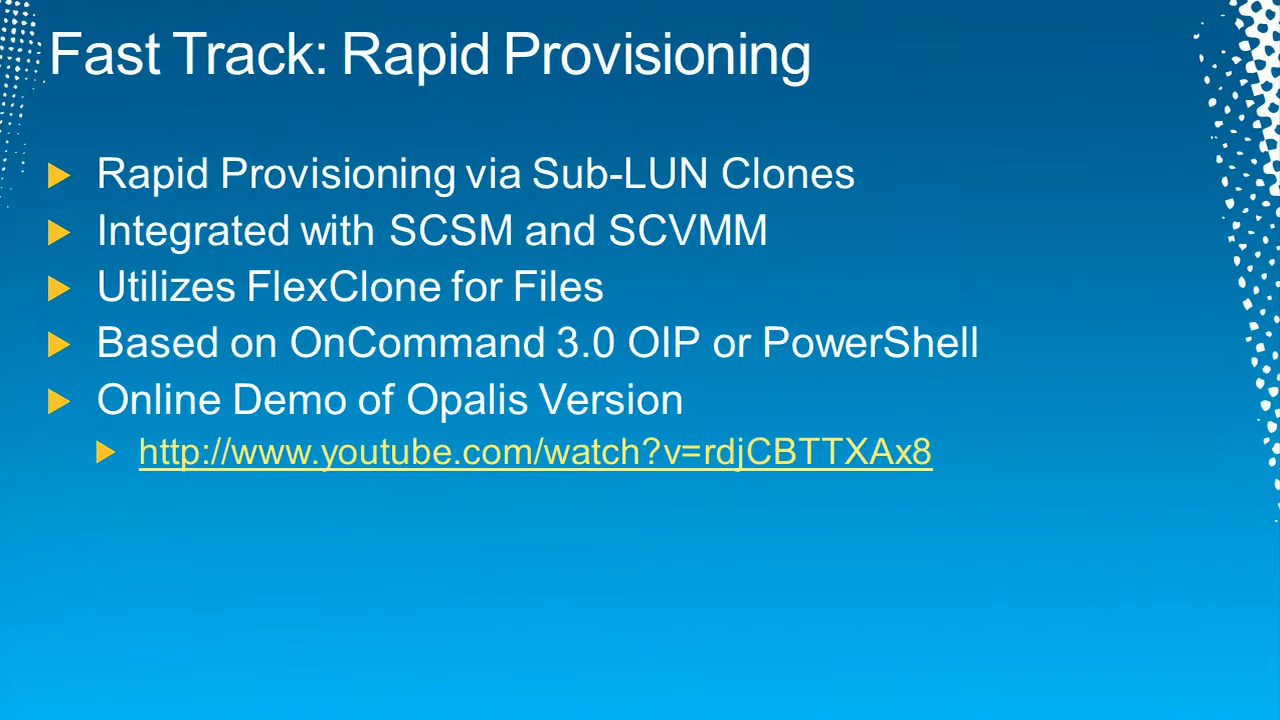 Fast Track: Rapid Provisioning
Rapid Provisioning via Sub-LUN Clones
Integrated with SCSM and SCVMM
Utilizes FlexClone for Files
Based on OnCommand 3.0 OIP or PowerShell
Online Demo of Opalis Version
http://www.youtube.com/watch?v=rdjCBTTXAx8